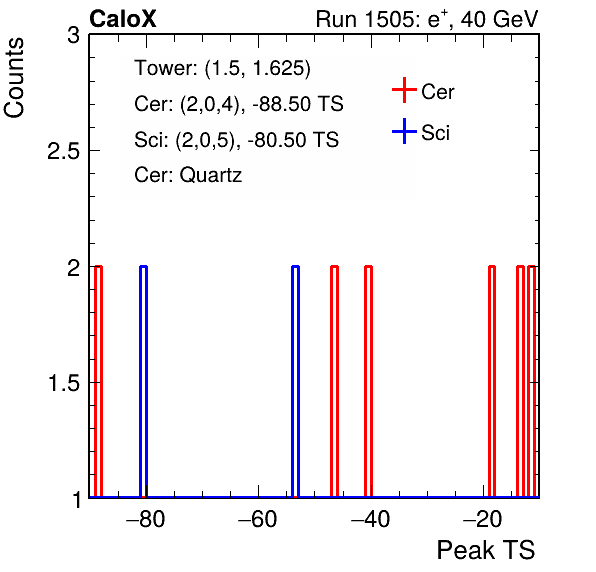 CaloX Run 1505: e⁺, 40 GeV
Counts
3
Tower: (1.5, 1.625)
Cer: (2,0,4), -88.50 TS
Sci: (2,0,5), -80.50 TS
Cer: Quartz
Cer
Sci
2.5
2
1.5
1
−80 −60 −40 −20
Peak TS